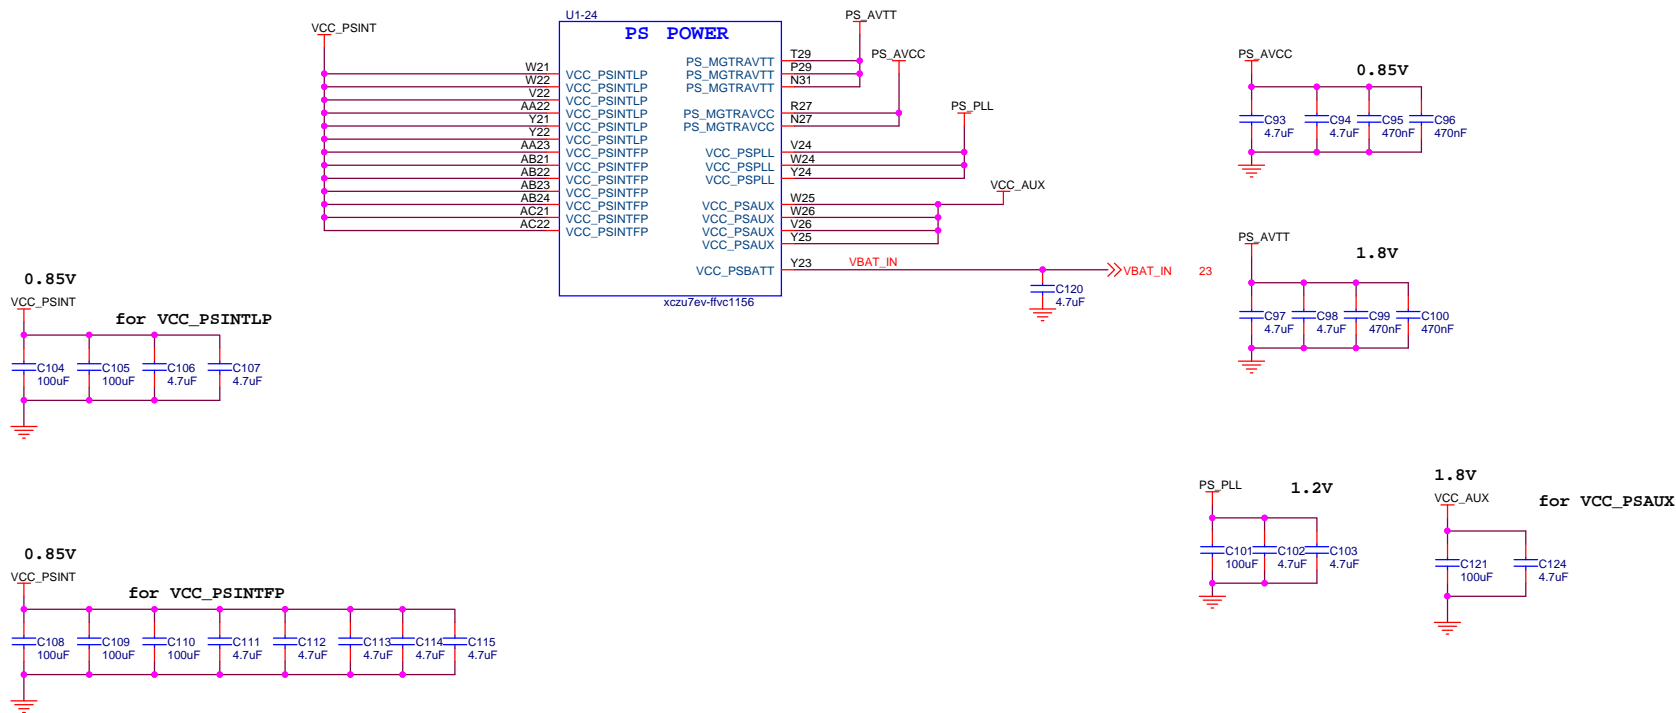 U1-24
PS POWER
VCC_PSINT
PS_AVTT
PS_AVCC
PS_PLL
VCC_AUX
W21 VCC_PSINTLP
W22 VCC_PSINTLP
V22 VCC_PSINTLP
AA22 VCC_PSINTLP
Y21 VCC_PSINTLP
Y22 VCC_PSINTLP
AA23 VCC_PSINTFP
AB21 VCC_PSINTFP
AB22 VCC_PSINTFP
AB23 VCC_PSINTFP
AB24 VCC_PSINTFP
AC21 VCC_PSINTFP
AC22 VCC_PSINTFP
PS_MGTRAVTT T29
PS_MGTRAVTT P29
PS_MGTRAVTT N31
PS_MGTRAVCC R27
PS_MGTRAVCC N27
VCC_PSPLL V24
VCC_PSPLL W24
VCC_PSPLL Y24
VCC_PSAUX W25
VCC_PSAUX W26
VCC_PSAUX V26
VCC_PSAUX Y25
VCC_PSBATT Y23 VBAT_IN VBAT_IN 23
C120
4.7uF
xczu7ev-ffvc1156
PS_AVCC
0.85V
C93 C94 C95 C96
4.7uF 4.7uF 470nF 470nF
PS_AVTT
1.8V
C97 C98 C99 C100
4.7uF 4.7uF 470nF 470nF
0.85V
VCC_PSINT
for VCC_PSINTLP
C104 C105 C106 C107
100uF 100uF 4.7uF 4.7uF
PS_PLL
1.2V
C101 C102 C103
100uF 4.7uF 4.7uF
1.8V
VCC_AUX
for VCC_PSAUX
C121 C124
100uF 4.7uF
0.85V
VCC_PSINT
for VCC_PSINTFP
C108 C109 C110 C111 C112 C113 C114 C115
100uF 100uF 100uF 4.7uF 4.7uF 4.7uF 4.7uF 4.7uF